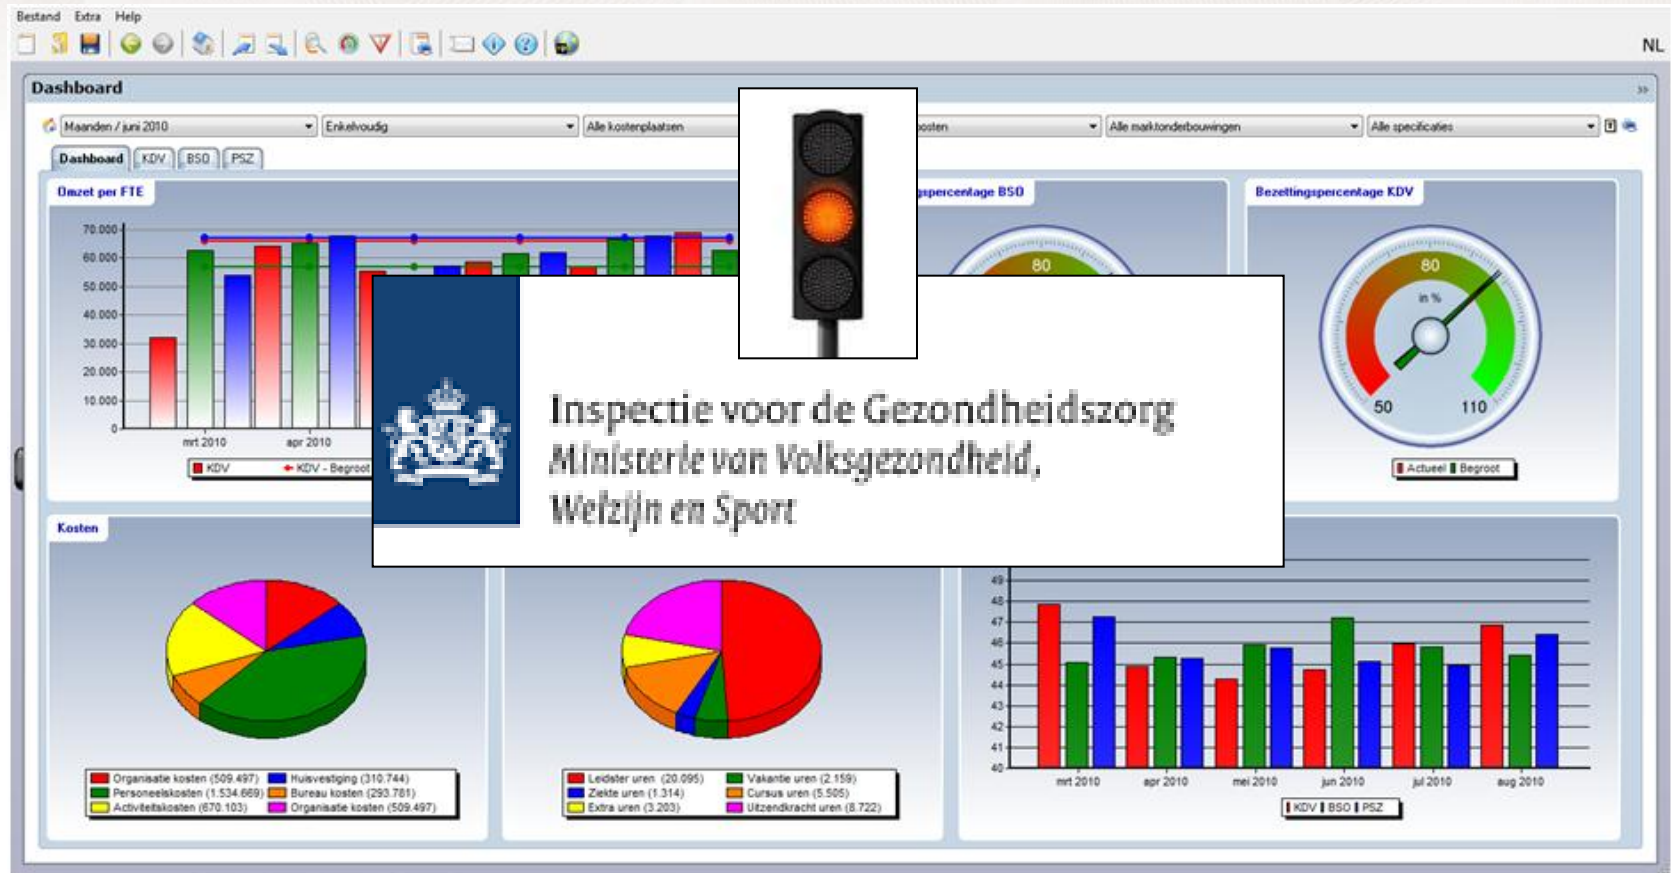 Bestand Extra Help
NL
Dashboard
Maanden / juni 2010
Enkelvoudig
Alle kostenplaatsen
osten
Alle marktonderbouwingen
Alle specificaties
Dashboard KDV BSO PSZ
Omzet per FTE
gspercentage BSO
Bezettingspercentage KDV
70.000
60.000
50.000
40.000
30.000
20.000
10.000
0
mrt 2010
apr 2010
KDV
KDV - Begroot
80
80
in %
50
110
Actueel Begroot
Inspectie voor de Gezondheidszorg
Ministerie van Volksgezondheid,
Welzijn en Sport
Kosten
Organisatie kosten (509.497) Huisvestiging (310.744)
Personeelskosten (1.534.669) Bureau kosten (293.781)
Activiteitskosten (670.103) Organisatie kosten (509.497)
Leidster uren (20.095) Vakantie uren (2.159)
Ziekte uren (1.314) Cursus uren (5.505)
Extra uren (3.203) Uitzendkracht uren (8.722)
49
48
47
46
45
44
43
42
41
40
mrt 2010
apr 2010
mei 2010
jun 2010
jul 2010
aug 2010
KDV BSO PSZ